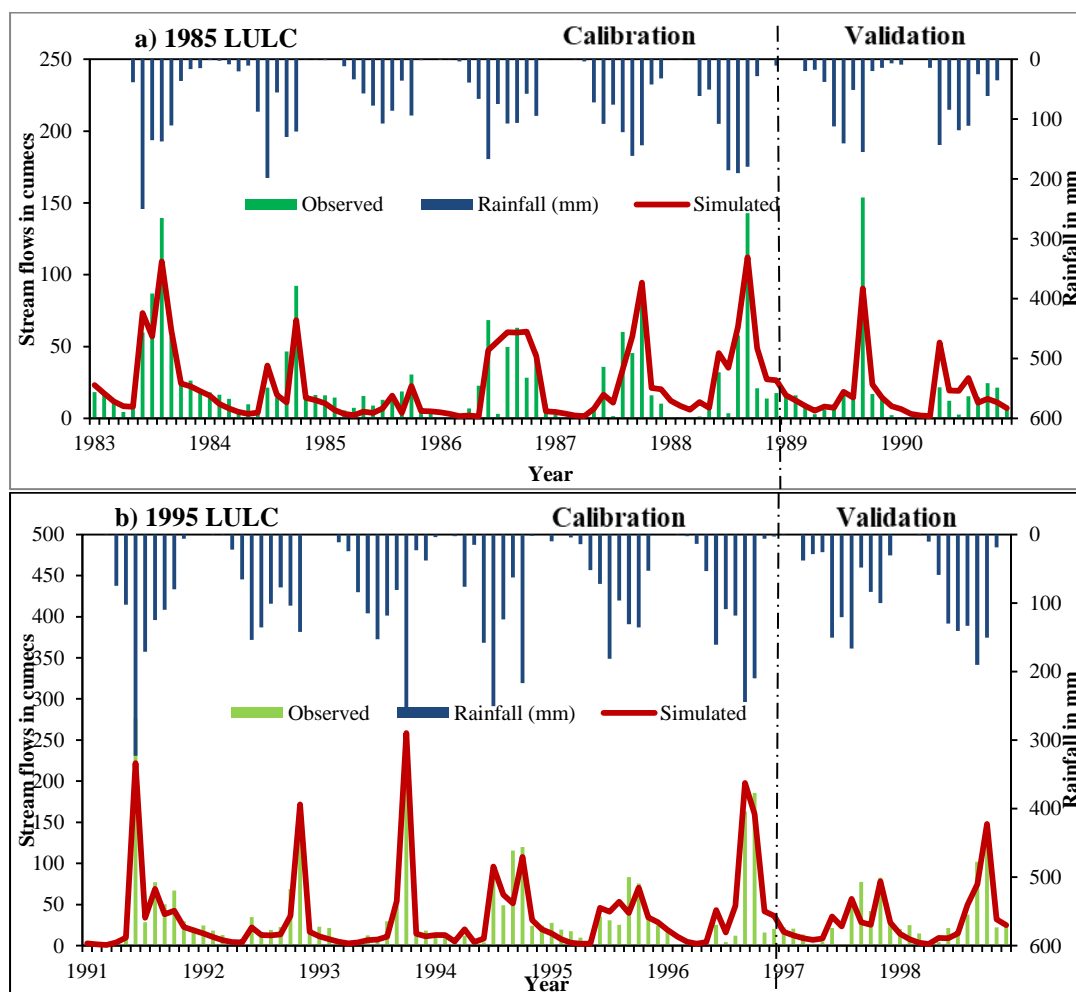 a) 1985 LULC
Calibration
Validation
250
200
150
100
50
0
Stream flows in cumecs
0
100
200
300
400
500
600
Rainfall in mm
Observed
Rainfall (mm)
Simulated
1983
1984
1985
1986
1987
1988
1989
1990
Year
b) 1995 LULC
Calibration
Validation
500
450
400
350
300
250
200
150
100
50
0
Stream flows in cumecs
0
100
200
300
400
500
600
Rainfall in mm
Observed
Rainfall (mm)
Simulated
1991
1992
1993
1994
1995
1996
1997
1998
Year